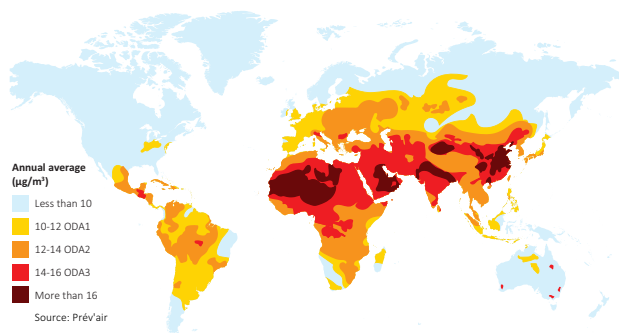 Annual average
(µg/m³)
Less than 10
10-12 ODA1
12-14 ODA2
14-16 ODA3
More than 16
Source: Prév'air